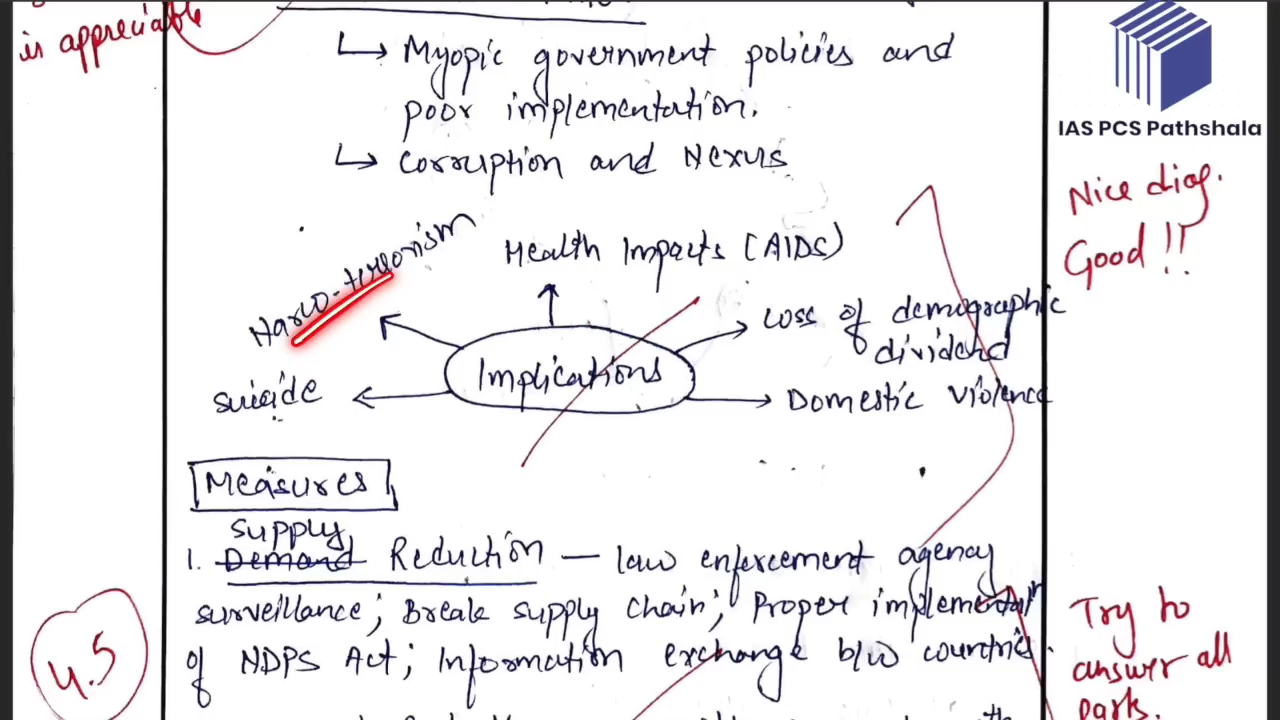 is appreciable
↳ Myopic government policies and
poor implementation.
↳ Corruption and Nexus
IAS PCS Pathshala
Nice diag.
Good !!
Narco-terrorism
Health Impacts (AIDS)
Loss of demographic
dividend
Implications
Suicide
Domestic violence
Measures
supply
1. Demand Reduction — law enforcement agency
surveillance; Break supply chain; Proper
of NDPS Act; Information exchange b/w countries.
4.5
Try to
answer all
parts.